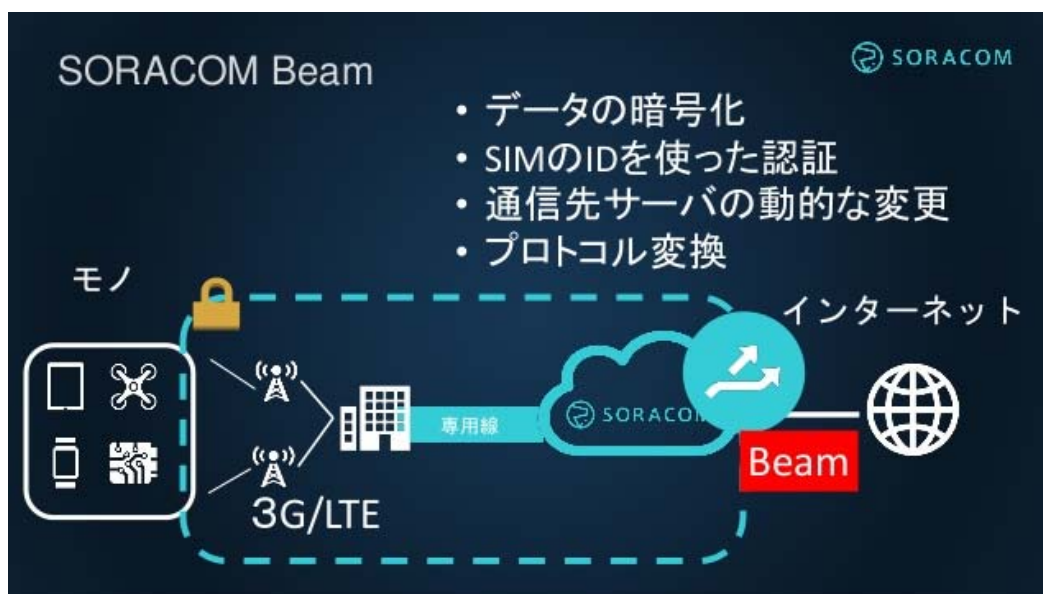 SORACOM Beam
SORACOM
• データの暗号化
• SIMのIDを使った認証
• 通信先サーバの動的な変更
• プロトコル変換
モノ
インターネット
専用線
SORACOM
Beam
3G/LTE